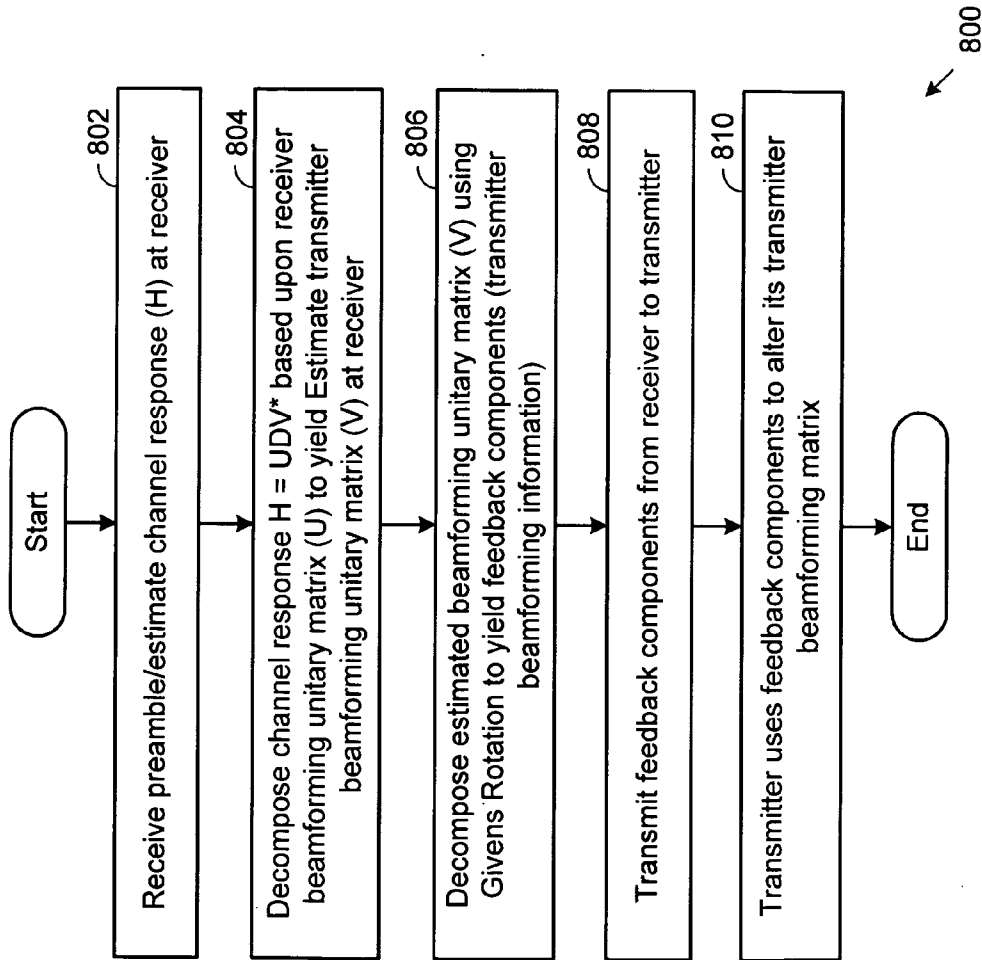 Start
802
Receive preamble/estimate channel response (H) at receiver
804
Decompose channel response H = UDV* based upon receiver
beamforming unitary matrix (U) to yield Estimate transmitter
beamforming unitary matrix (V) at receiver
806
Decompose estimated beamforming unitary matrix (V) using
Givens Rotation to yield feedback components (transmitter
beamforming information)
808
Transmit feedback components from receiver to transmitter
810
Transmitter uses feedback components to alter its transmitter
beamforming matrix
End
800